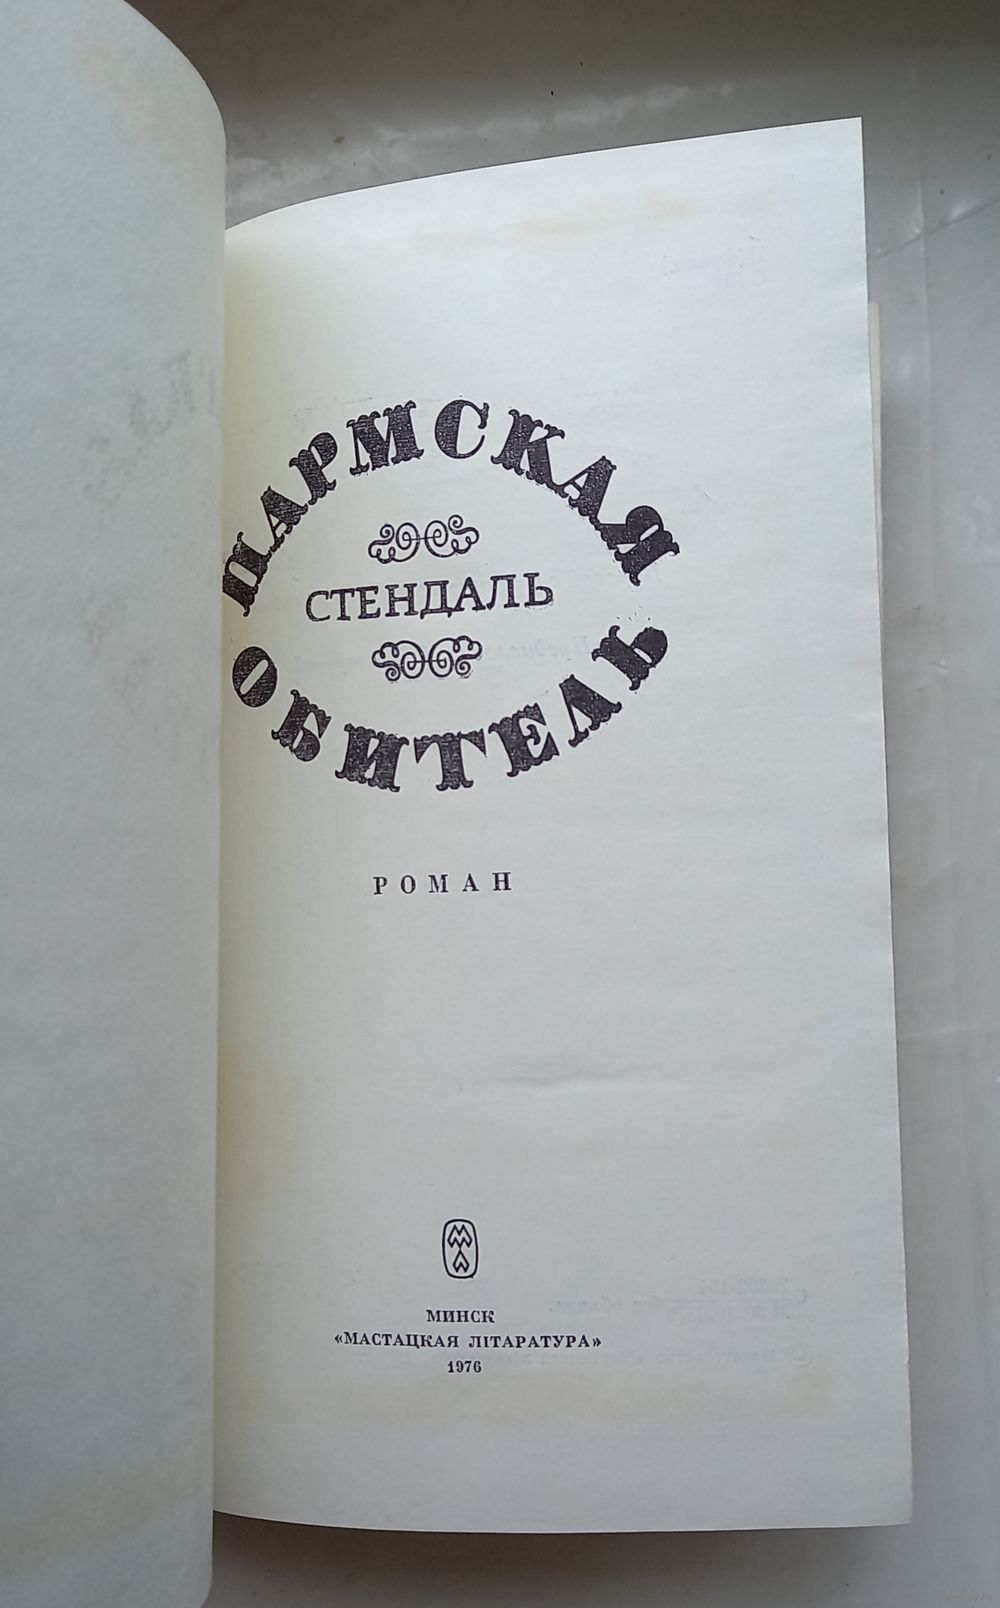 ПАРМСКАЯ
СТЕНДАЛЬ
ОБИТЕЛЬ
РОМАН
МИНСК
«МАСТАЦКАЯ ЛІТАРАТУРА»
1976